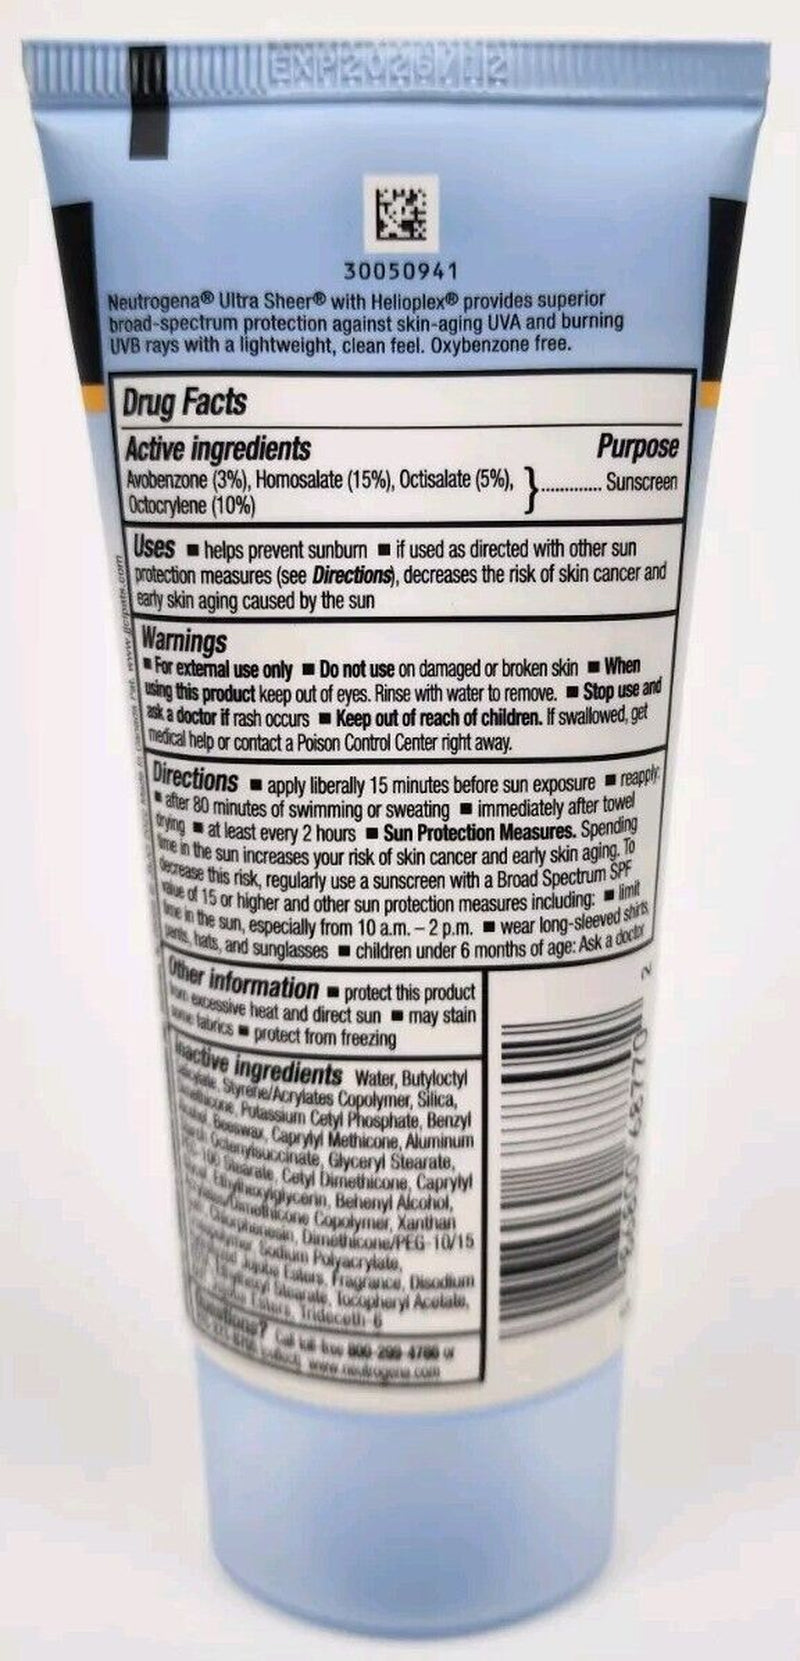 EXP2025/12
30050941
Neutrogena® Ultra Sheer® with Helioplex® provides superior
broad-spectrum protection against skin-aging UVA and burning
UVB rays with a lightweight, clean feel. Oxybenzone free.
Drug Facts
Active ingredients Purpose
Avobenzone (3%), Homosalate (15%), Octisalate (5%),
Octocrylene (10%) } ............. Sunscreen
Uses ■ helps prevent sunburn ■ if used as directed with other sun
protection measures (see Directions), decreases the risk of skin cancer and
early skin aging caused by the sun
Warnings
■ For external use only ■ Do not use on damaged or broken skin ■ When
using this product keep out of eyes. Rinse with water to remove. ■ Stop use and
ask a doctor if rash occurs ■ Keep out of reach of children. If swallowed, get
medical help or contact a Poison Control Center right away.
Directions ■ apply liberally 15 minutes before sun exposure ■ reapply:
■ after 80 minutes of swimming or sweating ■ immediately after towel
drying ■ at least every 2 hours ■ Sun Protection Measures. Spending
time in the sun increases your risk of skin cancer and early skin aging. To
decrease this risk, regularly use a sunscreen with a Broad Spectrum SPF
value of 15 or higher and other sun protection measures including: ■ limit
time in the sun, especially from 10 a.m. – 2 p.m. ■ wear long-sleeved shirts,
pants, hats, and sunglasses ■ children under 6 months of age: Ask a doctor
Other information ■ protect this product
from excessive heat and direct sun ■ may stain
some fabrics ■ protect from freezing
Inactive ingredients Water, Butyloctyl
Salicylate, Styrene/Acrylates Copolymer, Silica,
Dimethicone, Potassium Cetyl Phosphate, Benzyl
Alcohol, Beeswax, Caprylyl Methicone, Aluminum
Starch Octenylsuccinate, Glyceryl Stearate,
PEG-100 Stearate, Cetyl Dimethicone, Caprylyl
Glycol, Ethylhexylglycerin, Behenyl Alcohol,
Acrylates/Dimethicone Copolymer, Xanthan
Chlorphenesin, Dimethicone/PEG-10/15
Sodium Polyacrylate,
Jojoba Esters, Fragrance, Disodium
Stearate, Tocopheryl Acetate,
Esters, Trideceth-6
Questions? Call toll-free 800-299-4786 or
www.neutrogena.com